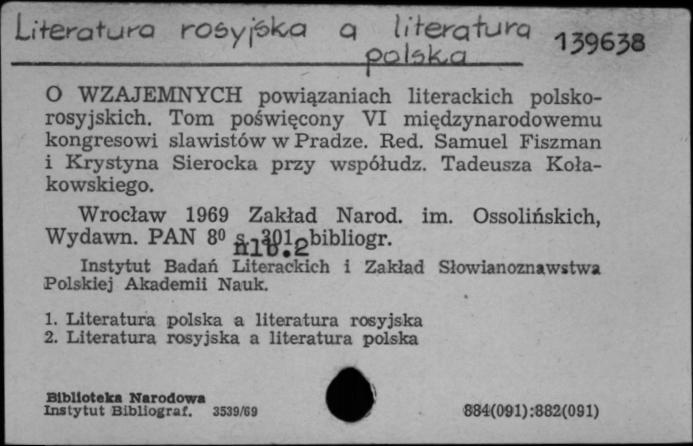 Literatura rosyjska a literatura
polska
139638
O WZAJEMNYCH powiązaniach literackich polsko-
rosyjskich. Tom poświęcony VI międzynarodowemu
kongresowi slawistów w Pradze. Red. Samuel Fiszman
i Krystyna Sierocka przy współudz. Tadeusza Koła-
kowskiego.
Wrocław 1969 Zakład Narod. im. Ossolińskich,
Wydawn. PAN 8⁰ s. 301, bibliogr.
nlb.2
Instytut Badań Literackich i Zakład Słowianoznawstwa
Polskiej Akademii Nauk.
1. Literatura polska a literatura rosyjska
2. Literatura rosyjska a literatura polska
Biblioteka Narodowa
Instytut Bibliograf. 3539/69
884(091):882(091)